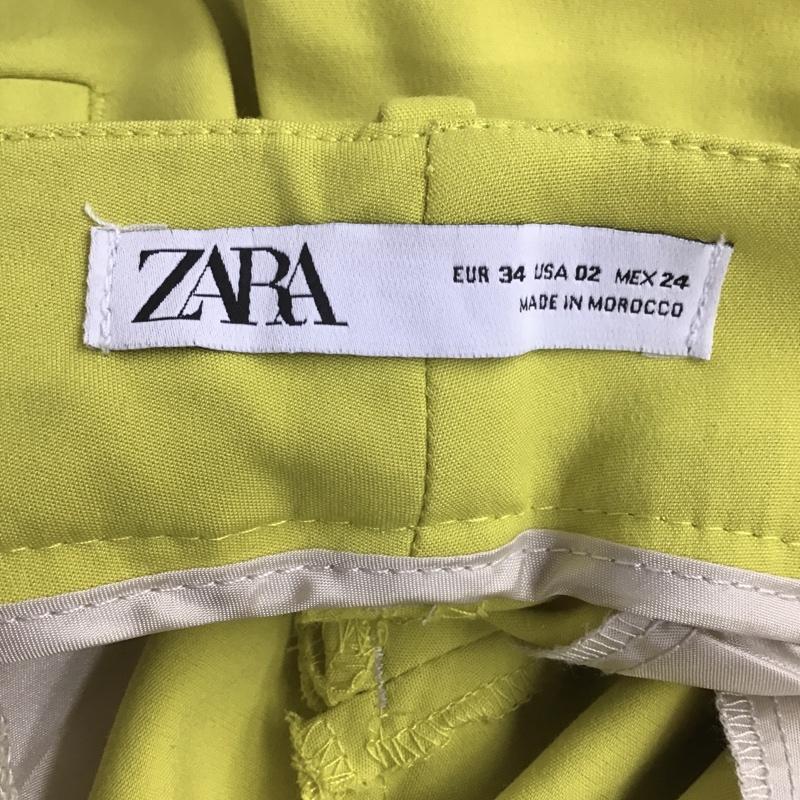 ZARA
EUR 34 USA 02 MEX 24
MADE IN MOROCCO